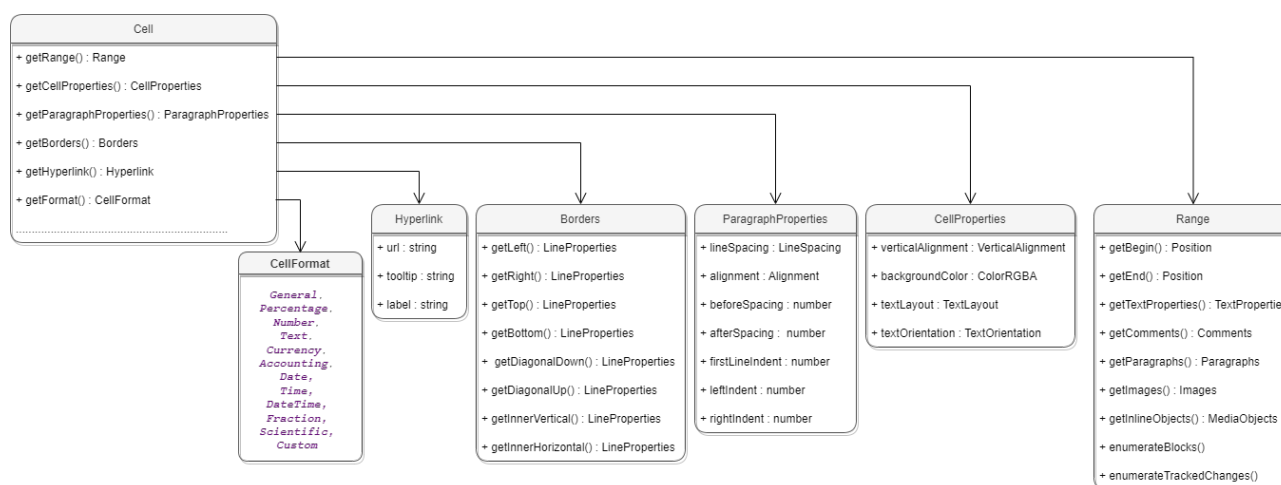 Cell
+ getRange() : Range
+ getCellProperties() : CellProperties
+ getParagraphProperties() : ParagraphProperties
+ getBorders() : Borders
+ getHyperlink() : Hyperlink
+ getFormat() : CellFormat
CellFormat
General,
Percentage,
Number,
Text,
Currency,
Accounting,
Date,
Time,
DateTime,
Fraction,
Scientific,
Custom
Hyperlink
+ url : string
+ tooltip : string
+ label : string
Borders
+ getLeft() : LineProperties
+ getRight() : LineProperties
+ getTop() : LineProperties
+ getBottom() : LineProperties
+ getDiagonalDown() : LineProperties
+ getDiagonalUp() : LineProperties
+ getInnerVertical() : LineProperties
+ getInnerHorizontal() : LineProperties
ParagraphProperties
+ lineSpacing : LineSpacing
+ alignment : Alignment
+ beforeSpacing : number
+ afterSpacing : number
+ firstLineIndent : number
+ leftIndent : number
+ rightIndent : number
CellProperties
+ verticalAlignment : VerticalAlignment
+ backgroundColor : ColorRGBA
+ textLayout : TextLayout
+ textOrientation : TextOrientation
Range
+ getBegin() : Position
+ getEnd() : Position
+ getTextProperties() : TextPropertie
+ getComments() : Comments
+ getParagraphs() : Paragraphs
+ getImages() : Images
+ getInlineObjects() : MediaObjects
+ enumerateBlocks()
+ enumerateTrackedChanges()